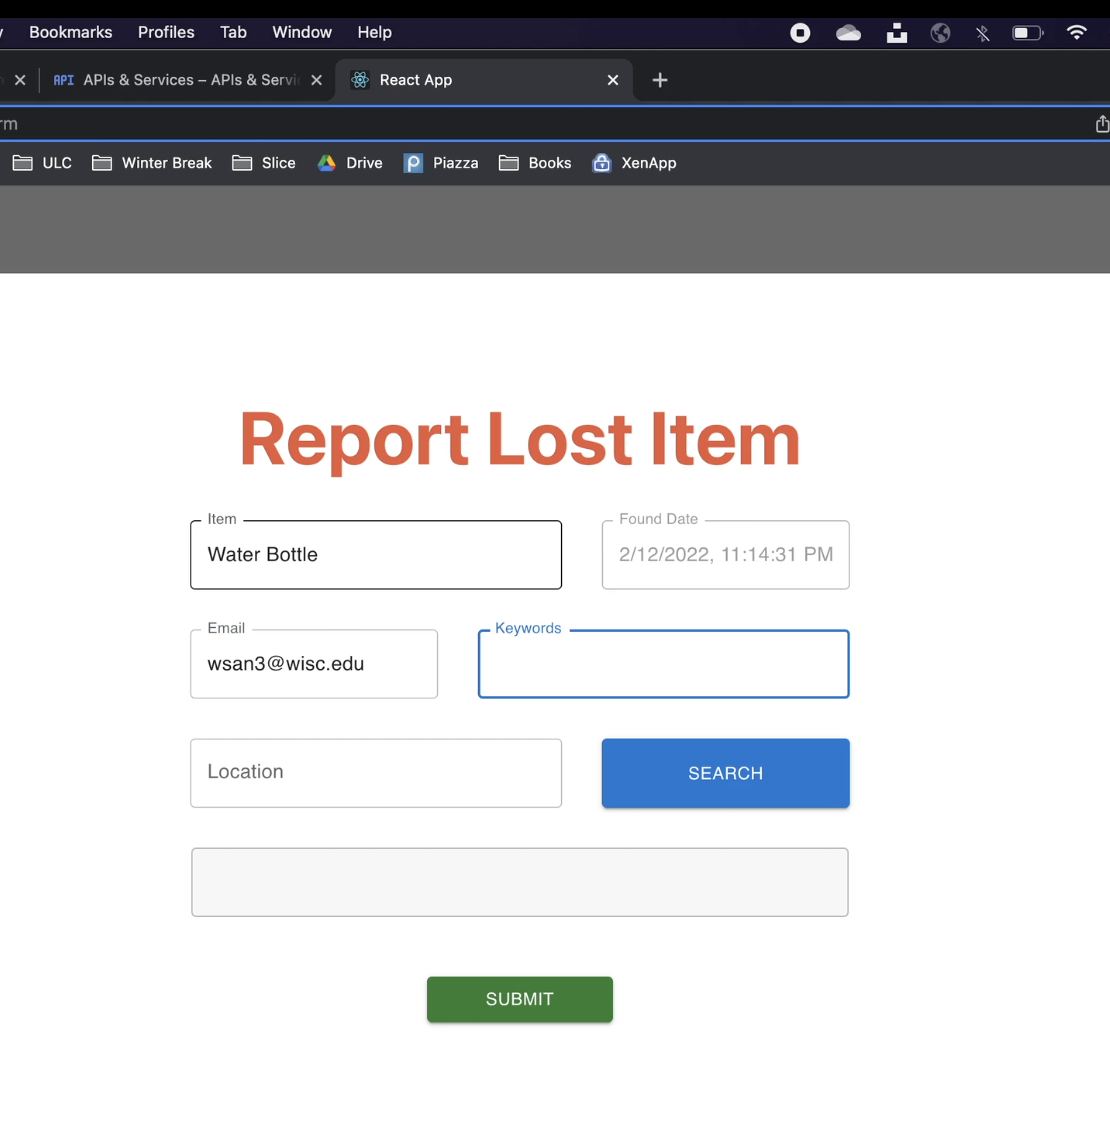 Bookmarks Profiles Tab Window Help
API APIs & Services – APIs & Servi React App
rm
ULC Winter Break Slice Drive Piazza Books XenApp
Report Lost Item
Item Found Date
Water Bottle 2/12/2022, 11:14:31 PM
Email Keywords
wsan3@wisc.edu
Location SEARCH
SUBMIT